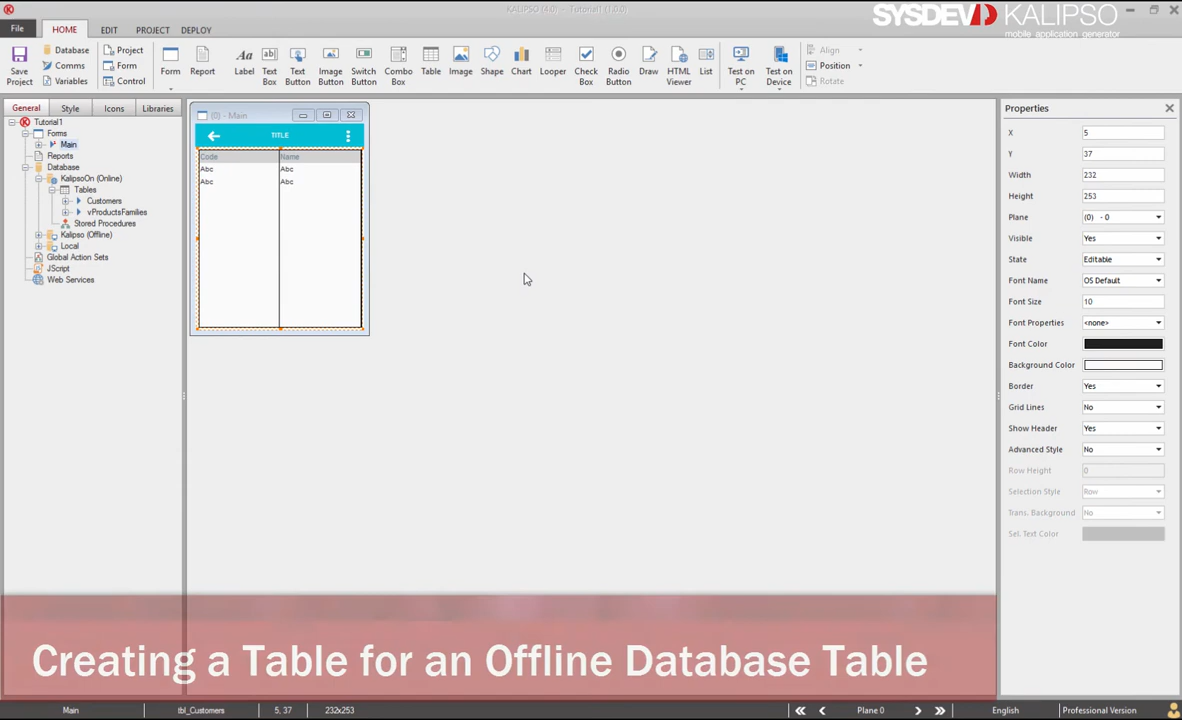 KALIPSO (4.0) - Tutorial1 (1.0.0)
SYSDEV KALIPSO
mobile application generator
File HOME EDIT PROJECT DEPLOY
Save Project
Database
Comms
Variables
Project
Form
Control
Form
Report
Label
Text Box
Text Button
Image Button
Switch Button
Combo Box
Table
Image
Shape
Chart
Looper
Check Box
Radio Button
Draw
HTML Viewer
List
Test on PC
Test on Device
Align
Position
Rotate
General Style Icons Libraries
Tutorial1
Forms
Main
Reports
Database
KalipsoOn (Online)
Tables
Customers
vProductsFamilies
Stored Procedures
Kalipso (Offline)
Local
Global Action Sets
JScript
Web Services
(0) - Main
TITLE
Code Name
Abc Abc
Abc Abc
Properties
X 5
Y 37
Width 232
Height 253
Plane (0) - 0
Visible Yes
State Editable
Font Name OS Default
Font Size 10
Font Properties <none>
Font Color
Background Color
Border Yes
Grid Lines No
Show Header Yes
Advanced Style No
Row Height 0
Selection Style Row
Trans. Background No
Sel. Text Color
Creating a Table for an Offline Database Table
Main tbl_Customers 5, 37 232x253 Plane 0 English Professional Version